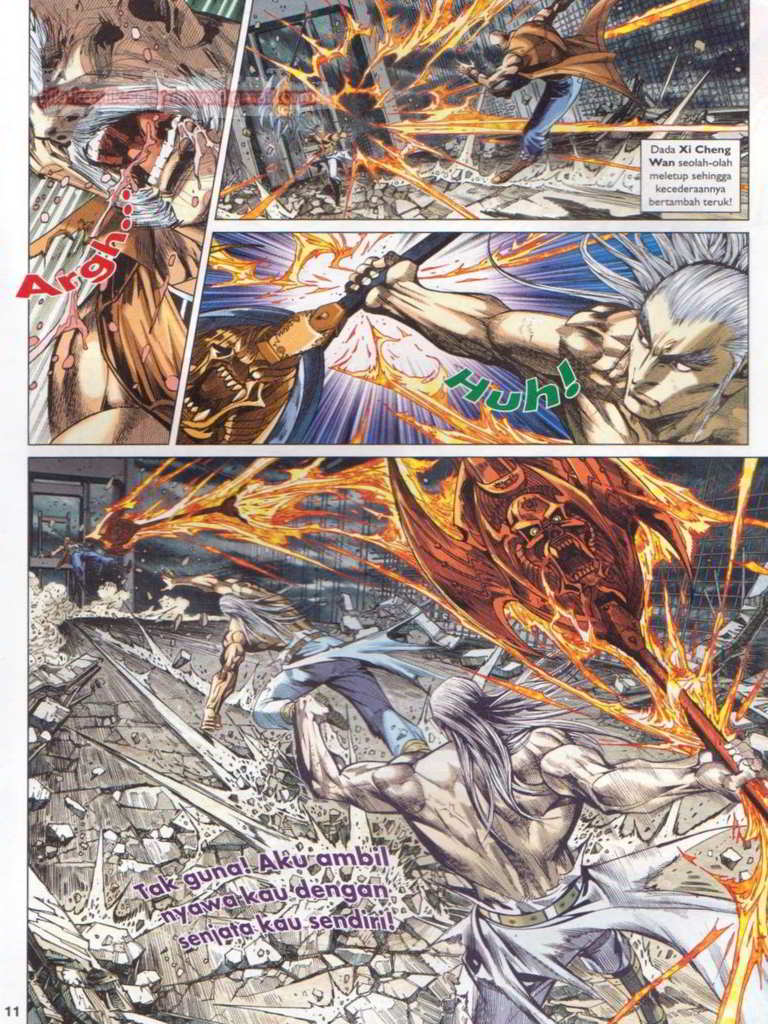 Argh...
Dada Xi Cheng
Wan seolah-olah
meletup sehingga
kecederaannya
bertambah teruk!
Huh!
Tak guna! Aku ambil
nyawa kau dengan
senjata kau sendiri!
11